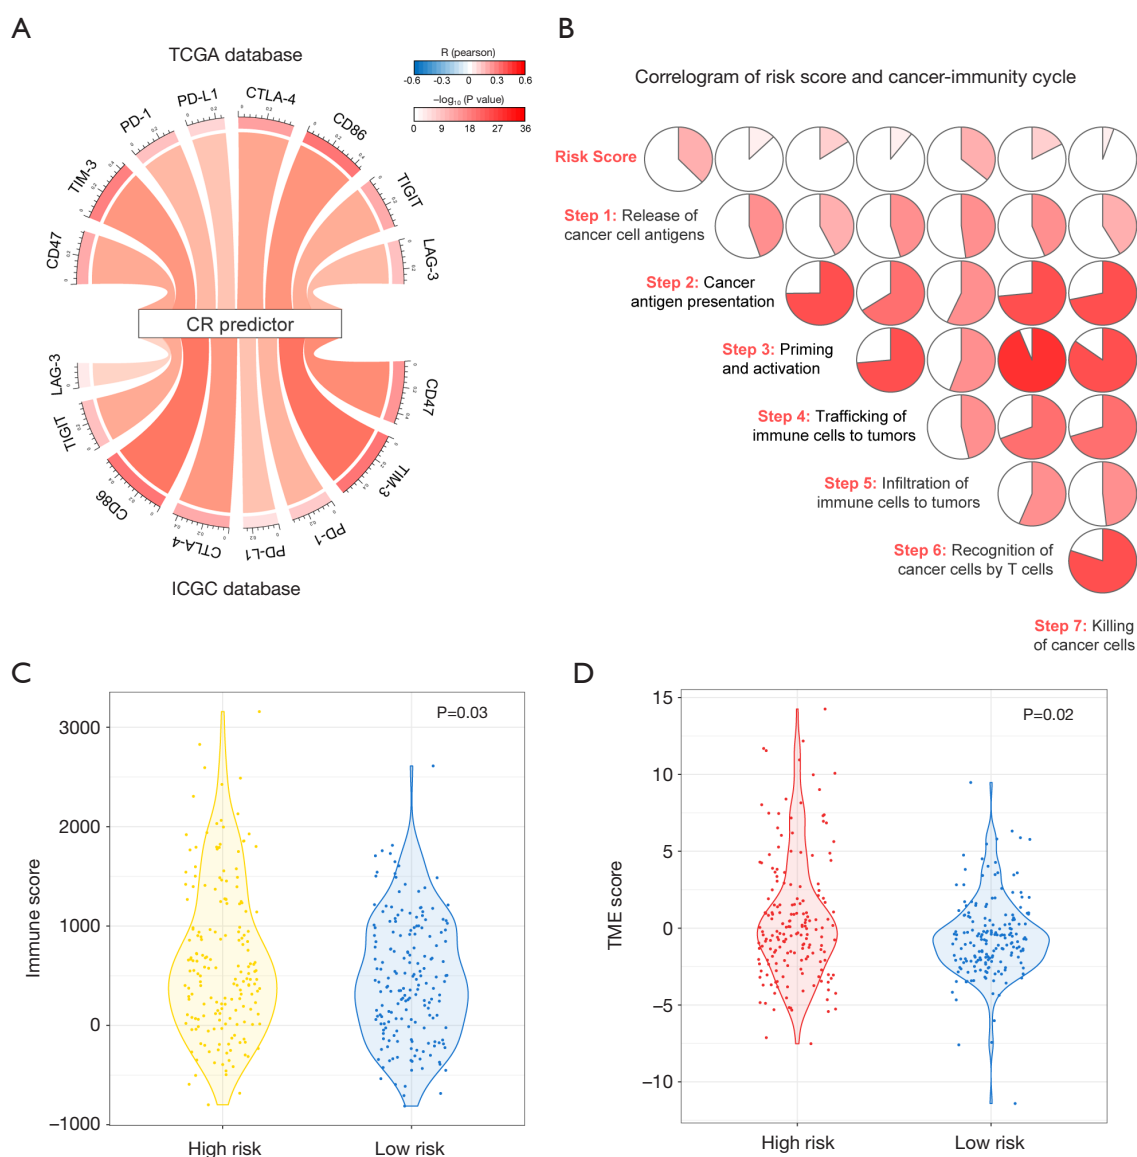 A
TCGA database
R (pearson)
-0.6 -0.3 0 0.3 0.6
–log10 (P value)
0 9 18 27 36
CD47
TIM-3
PD-1
PD-L1
CTLA-4
CD86
TIGIT
LAG-3
CR predictor
LAG-3
TIGIT
CD86
CTLA-4
PD-L1
PD-1
TIM-3
CD47
ICGC database
B
Correlogram of risk score and cancer-immunity cycle
Risk Score
Step 1: Release of
cancer cell antigens
Step 2: Cancer
antigen presentation
Step 3: Priming
and activation
Step 4: Trafficking of
immune cells to tumors
Step 5: Infiltration of
immune cells to tumors
Step 6: Recognition of
cancer cells by T cells
Step 7: Killing
of cancer cells
C
P=0.03
Immune score
3000
2000
1000
0
−1000
High risk Low risk
D
P=0.02
TME score
15
10
5
0
−5
−10
High risk Low risk